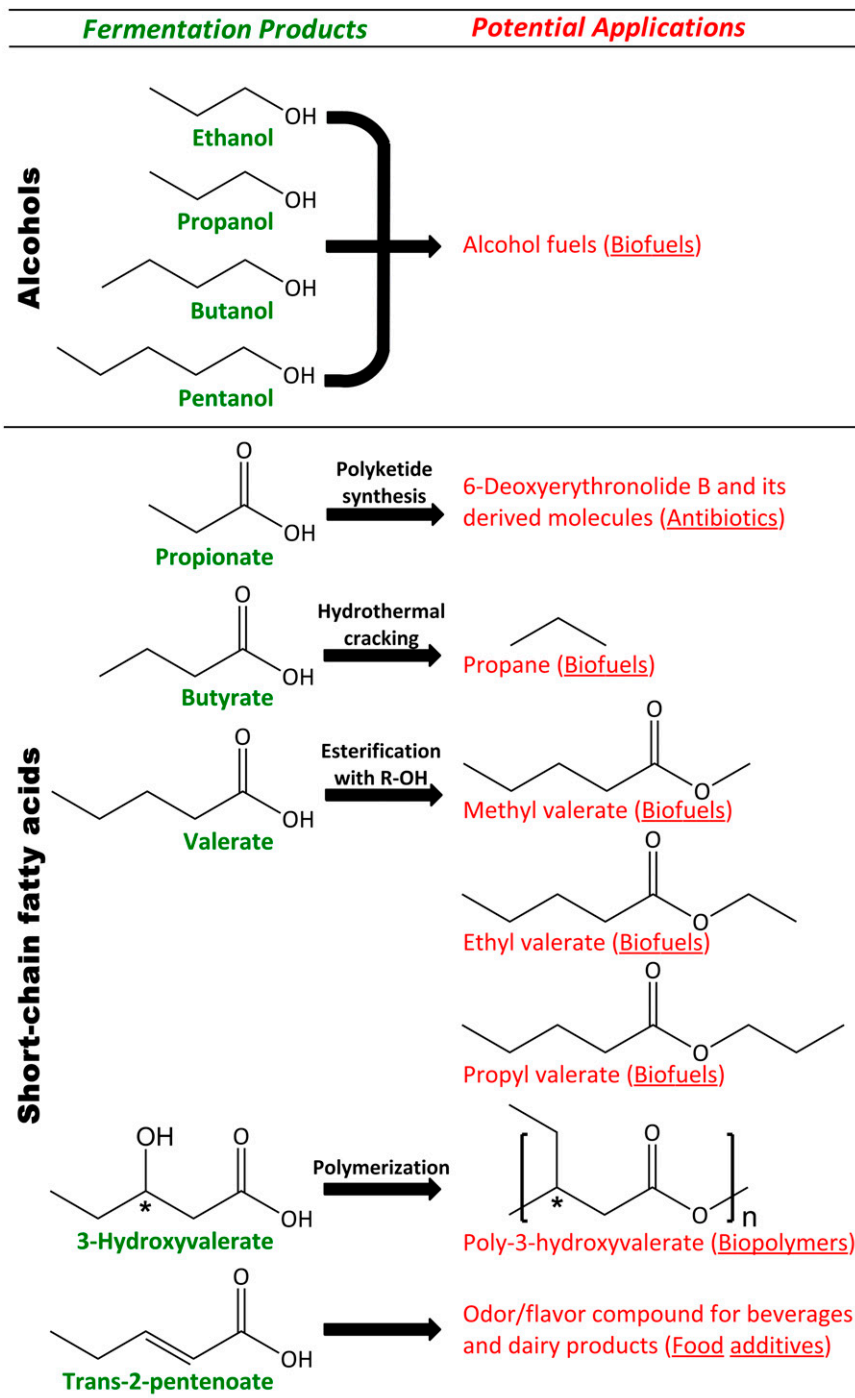 Fermentation Products Potential Applications
Alcohols
OH
Ethanol
OH
Propanol
Alcohol fuels (Biofuels)
OH
Butanol
OH
Pentanol
Short-chain fatty acids
O
OH
Propionate
Polyketide
synthesis
6-Deoxyerythronolide B and its
derived molecules (Antibiotics)
O
OH
Butyrate
Hydrothermal
cracking
Propane (Biofuels)
O
OH
Valerate
Esterification
with R-OH
O
O
Methyl valerate (Biofuels)
O
O
Ethyl valerate (Biofuels)
O
O
Propyl valerate (Biofuels)
OH
O
*
OH
3-Hydroxyvalerate
Polymerization
O
*
O
n
Poly-3-hydroxyvalerate (Biopolymers)
O
OH
Trans-2-pentenoate
Odor/flavor compound for beverages
and dairy products (Food additives)